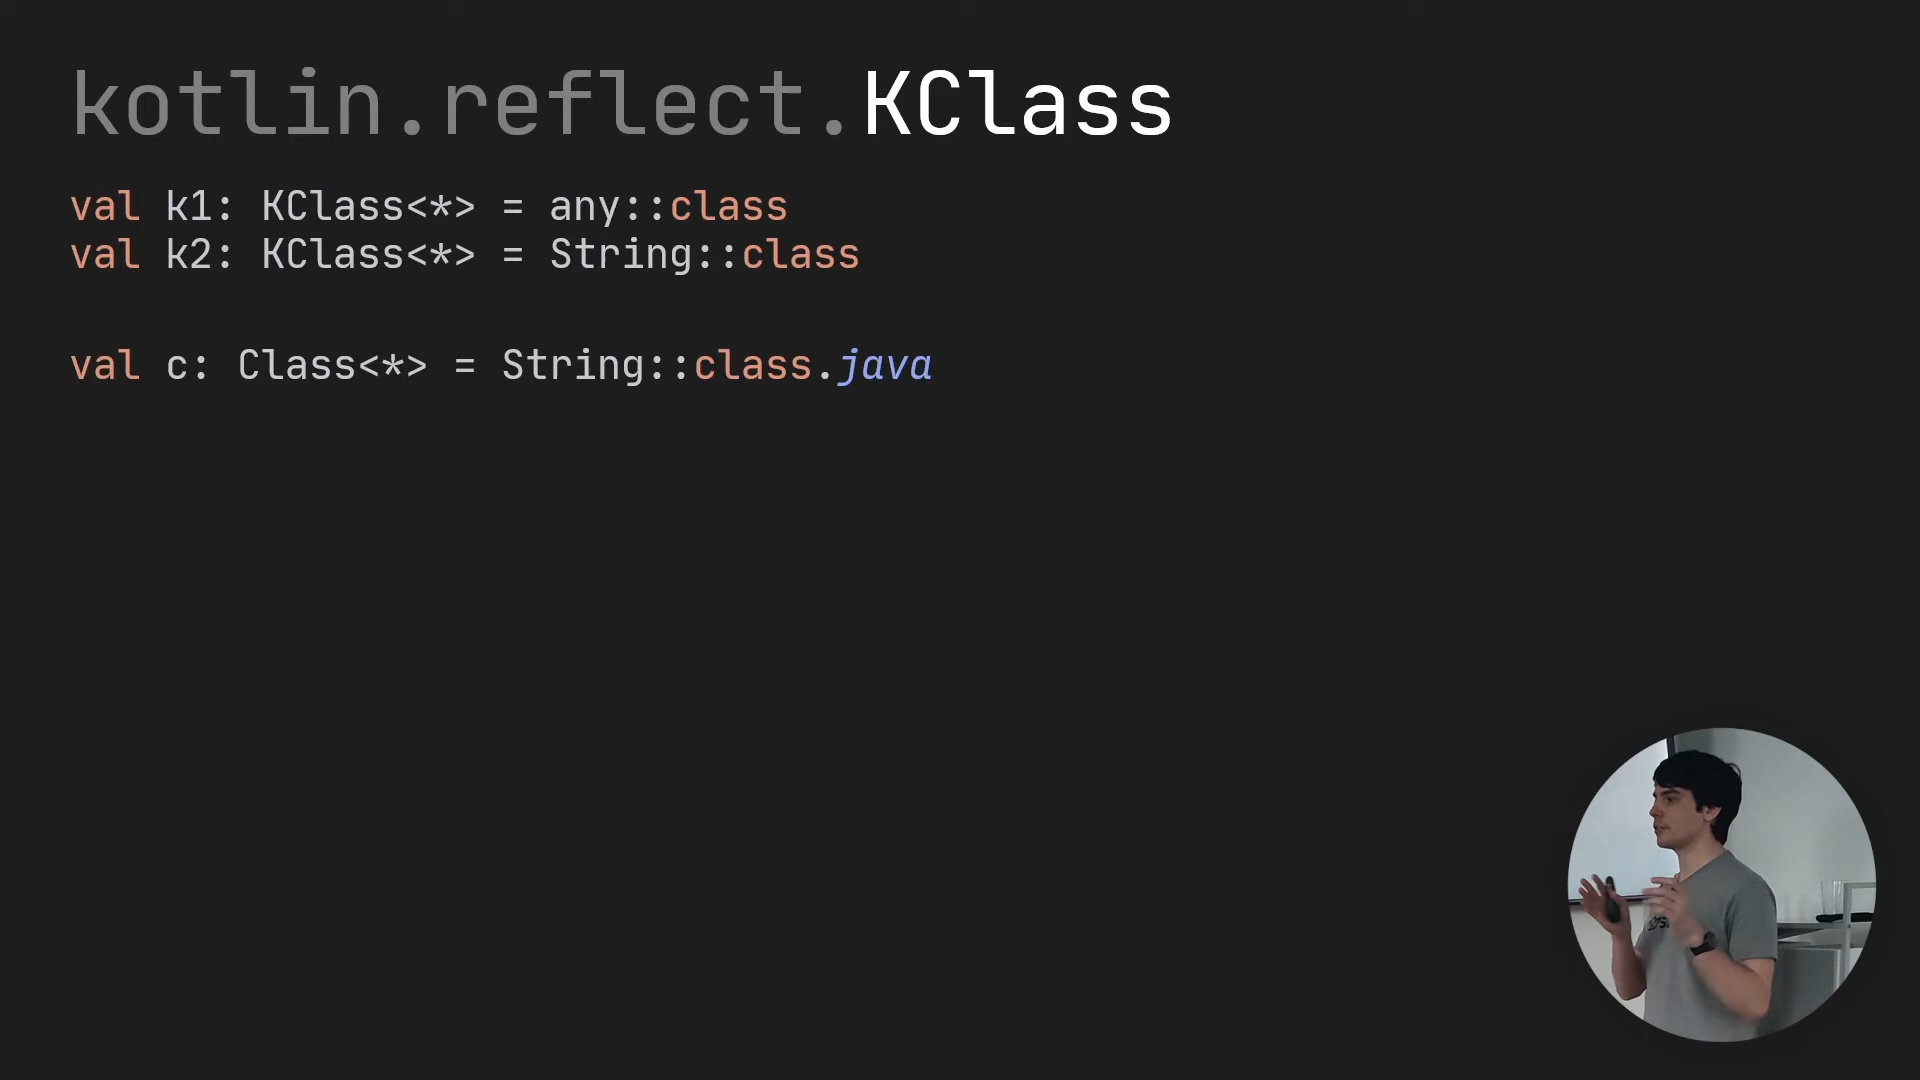 kotlin.reflect.KClass
val k1: KClass<*> = any::class
val k2: KClass<*> = String::class
val c: Class<*> = String::class.java